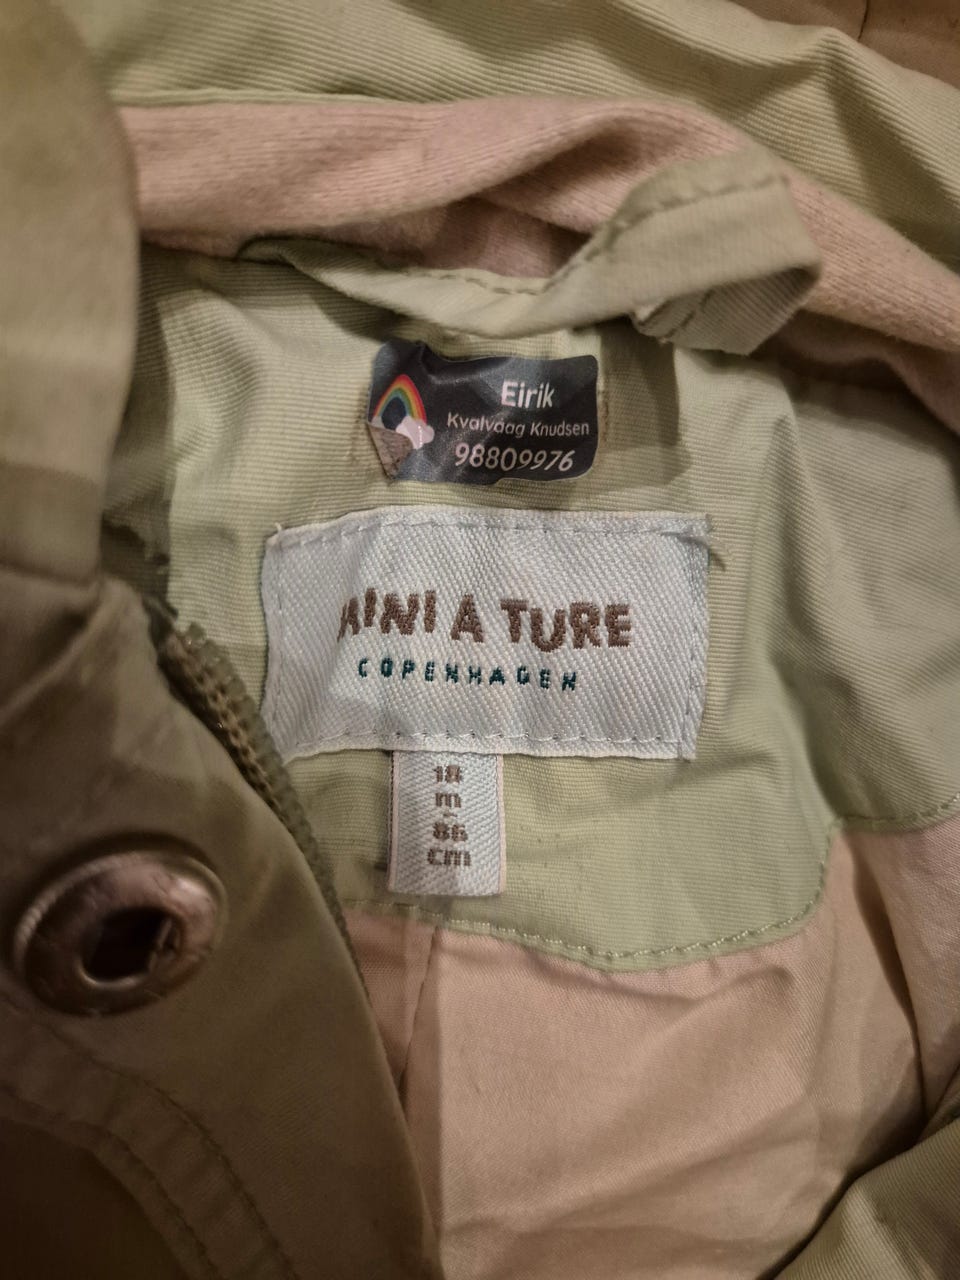 Eirik
Kvalvaag Knudsen
98809976
MINI A TURE
COPENHAGEN
18
m
-
86
cm